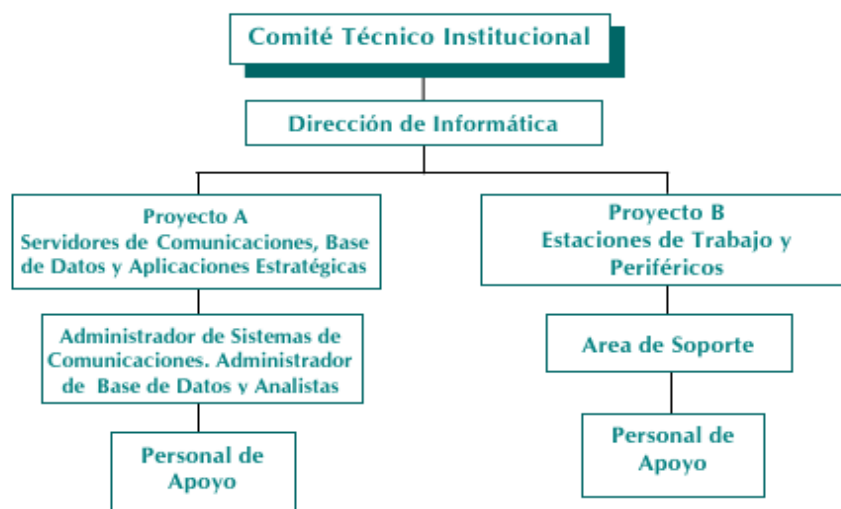 Comité Técnico Institucional
Dirección de Informática
Proyecto A
Servidores de Comunicaciones, Base
de Datos y Aplicaciones Estratégicas
Proyecto B
Estaciones de Trabajo y
Periféricos
Administrador de Sistemas de
Comunicaciones. Administrador
de Base de Datos y Analistas
Area de Soporte
Personal de
Apoyo
Personal de
Apoyo